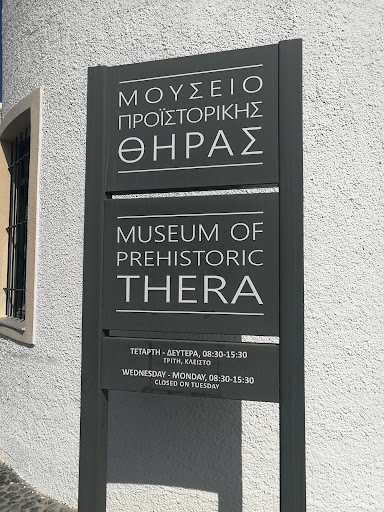 ΜΟΥΣΕΙΟ
ΠΡΟΪΣΤΟΡΙΚΗΣ
ΘΗΡΑΣ
MUSEUM OF
PREHISTORIC
THERA
ΤΕΤΑΡΤΗ - ΔΕΥΤΕΡΑ, 08:30-15:30
ΤΡΙΤΗ, ΚΛΕΙΣΤΟ
WEDNESDAY - MONDAY, 08:30-15:30
CLOSED ON TUESDAY